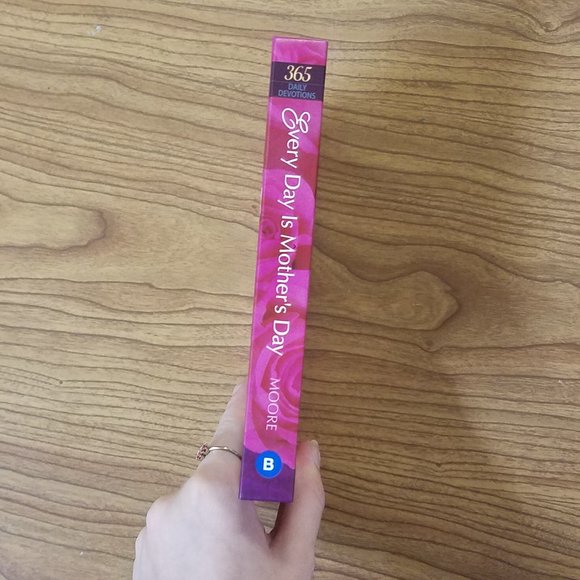 365
DAILY
DEVOTIONS
Every Day Is Mother's Day
MOORE
B